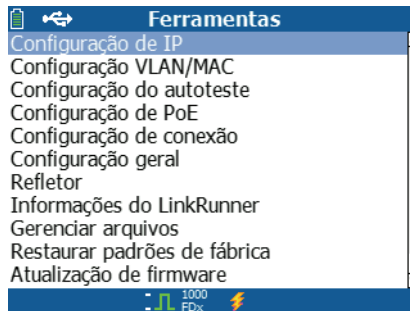 Ferramentas
Configuração de IP
Configuração VLAN/MAC
Configuração do autoteste
Configuração de PoE
Configuração de conexão
Configuração geral
Refletor
Informações do LinkRunner
Gerenciar arquivos
Restaurar padrões de fábrica
Atualização de firmware
1000
FDx